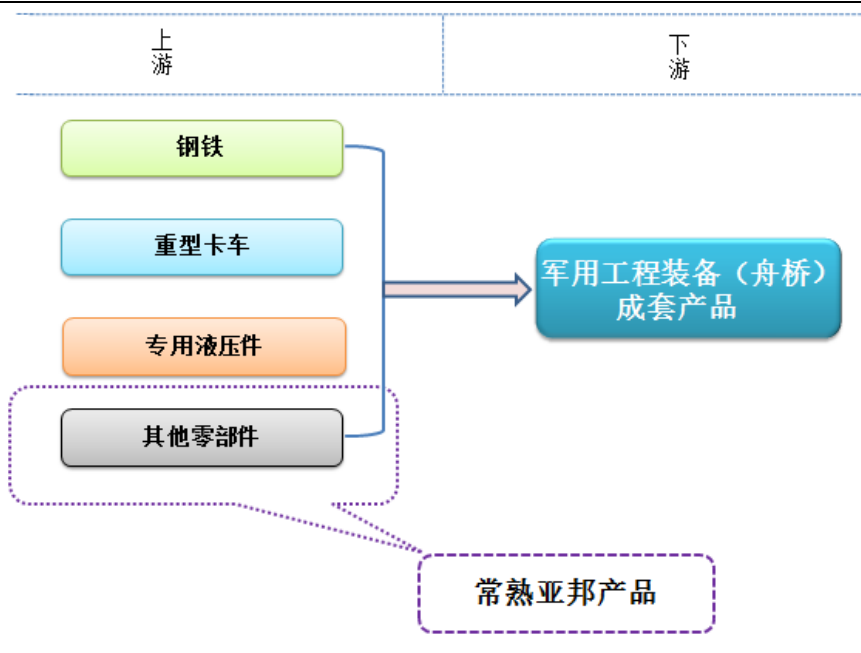 上游
下游
钢铁
重型卡车
专用液压件
其他零部件
军用工程装备（舟桥）
成套产品
常熟亚邦产品